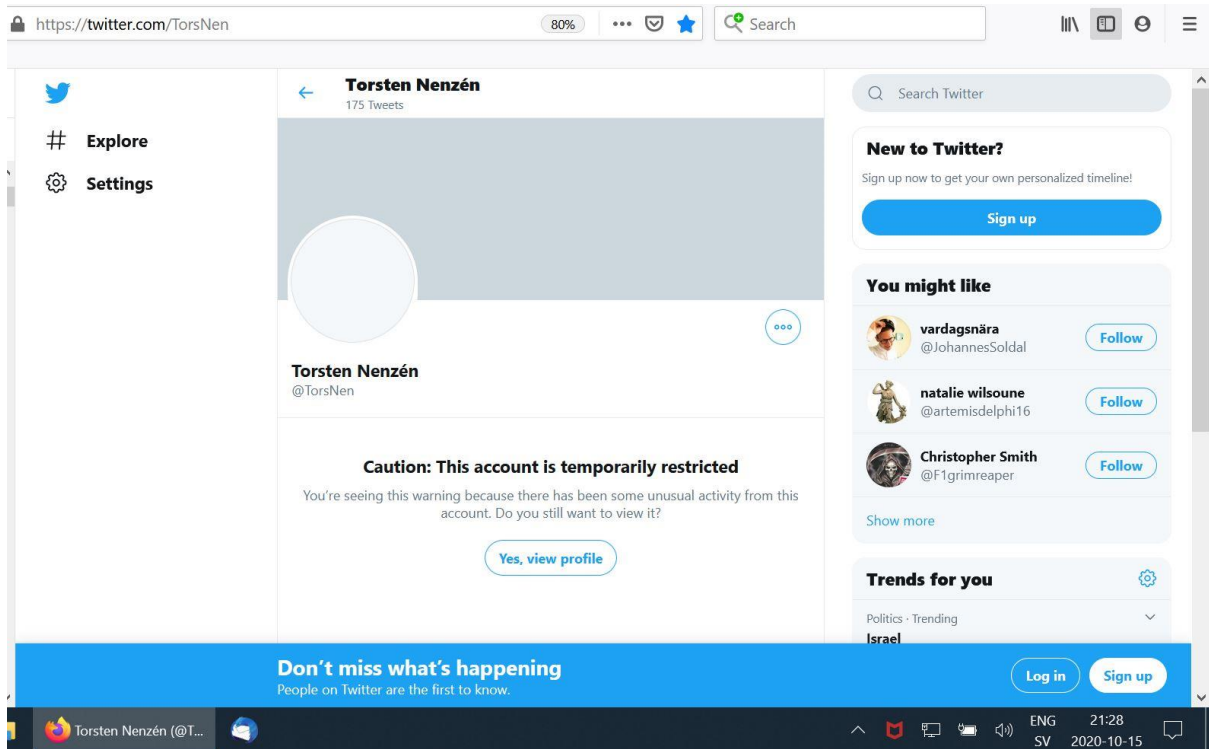 https://twitter.com/TorsNen
80%
Search
Torsten Nenzén
175 Tweets
Explore
Settings
Torsten Nenzén
@TorsNen
Caution: This account is temporarily restricted
You're seeing this warning because there has been some unusual activity from this
account. Do you still want to view it?
Yes, view profile
Search Twitter
New to Twitter?
Sign up now to get your own personalized timeline!
Sign up
You might like
vardagsnära
@JohannesSoldal
Follow
natalie wilsoune
@artemisdelphi16
Follow
Christopher Smith
@F1grimreaper
Follow
Show more
Trends for you
Politics · Trending
Israel
Don't miss what's happening
People on Twitter are the first to know.
Log in
Sign up
Torsten Nenzén (@T...
ENG
SV
21:28
2020-10-15